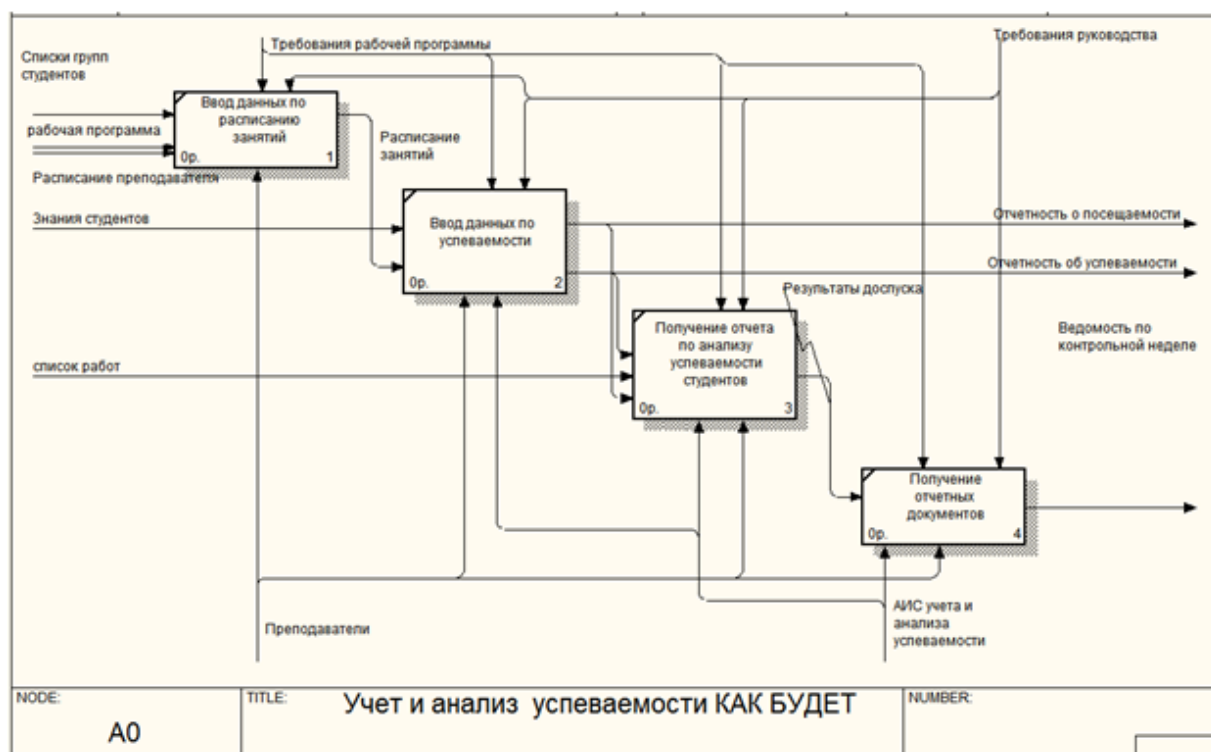 Требования рабочей программы
Требования руководства
Списки групп
студентов
Ввод данных по
расписанию
занятий
0р.
1
рабочая программа
Расписание
занятий
Расписание преподавателя
Знания студентов
Ввод данных по
успеваемости
0р.
2
Отчетность о посещаемости
Отчетность об успеваемости
Результаты доспуска
Получение отчета
по анализу
успеваемости
студентов
0р.
3
Ведомость по
контрольной неделе
список работ
Получение
отчетных
документов
0р.
4
Преподаватели
АИС учета и
анализа
успеваемости
NODE:
A0
TITLE:
Учет и анализ  успеваемости КАК БУДЕТ
NUMBER: